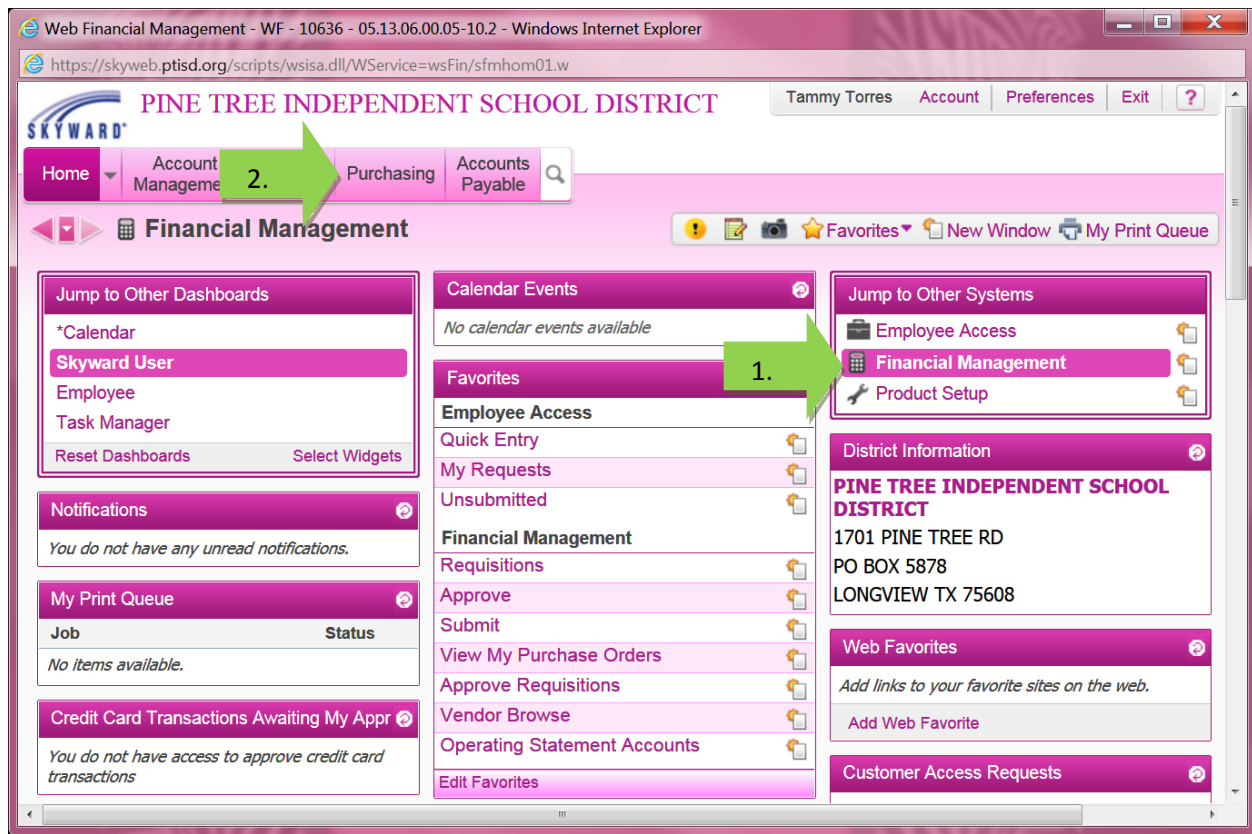 Web Financial Management - WF - 10636 - 05.13.06.00.05-10.2 - Windows Internet Explorer
https://skyweb.ptisd.org/scripts/wsisa.dll/WService=wsFin/sfmhom01.w
SKYWARD
PINE TREE INDEPENDENT SCHOOL DISTRICT
Tammy Torres Account Preferences Exit ?
Home
Account
Manageme
2.
Purchasing
Accounts
Payable
Financial Management
Favorites New Window My Print Queue
Jump to Other Dashboards
*Calendar
Skyward User
Employee
Task Manager
Reset Dashboards Select Widgets
Notifications
You do not have any unread notifications.
My Print Queue
Job Status
No items available.
Credit Card Transactions Awaiting My Appr
You do not have access to approve credit card
transactions
Calendar Events
No calendar events available
Favorites
Employee Access
Quick Entry
My Requests
Unsubmitted
Financial Management
Requisitions
Approve
Submit
View My Purchase Orders
Approve Requisitions
Vendor Browse
Operating Statement Accounts
Edit Favorites
1.
Jump to Other Systems
Employee Access
Financial Management
Product Setup
District Information
PINE TREE INDEPENDENT SCHOOL
DISTRICT
1701 PINE TREE RD
PO BOX 5878
LONGVIEW TX 75608
Web Favorites
Add links to your favorite sites on the web.
Add Web Favorite
Customer Access Requests